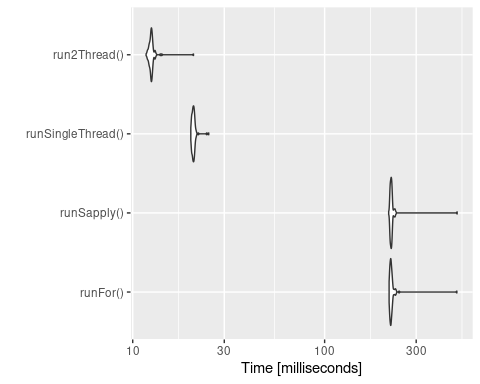 run2Thread()
runSingleThread()
runSapply()
runFor()
10 30 100 300
Time [milliseconds]